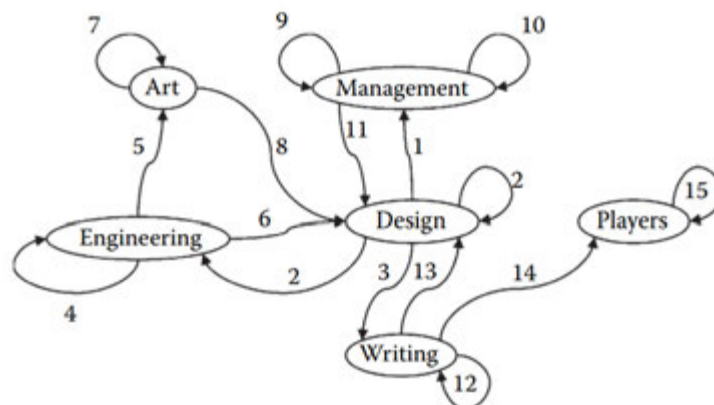 7
9
10
Art
Management
5
8
11
1
2
15
6
Engineering
Design
Players
2
3
13
14
4
Writing
12